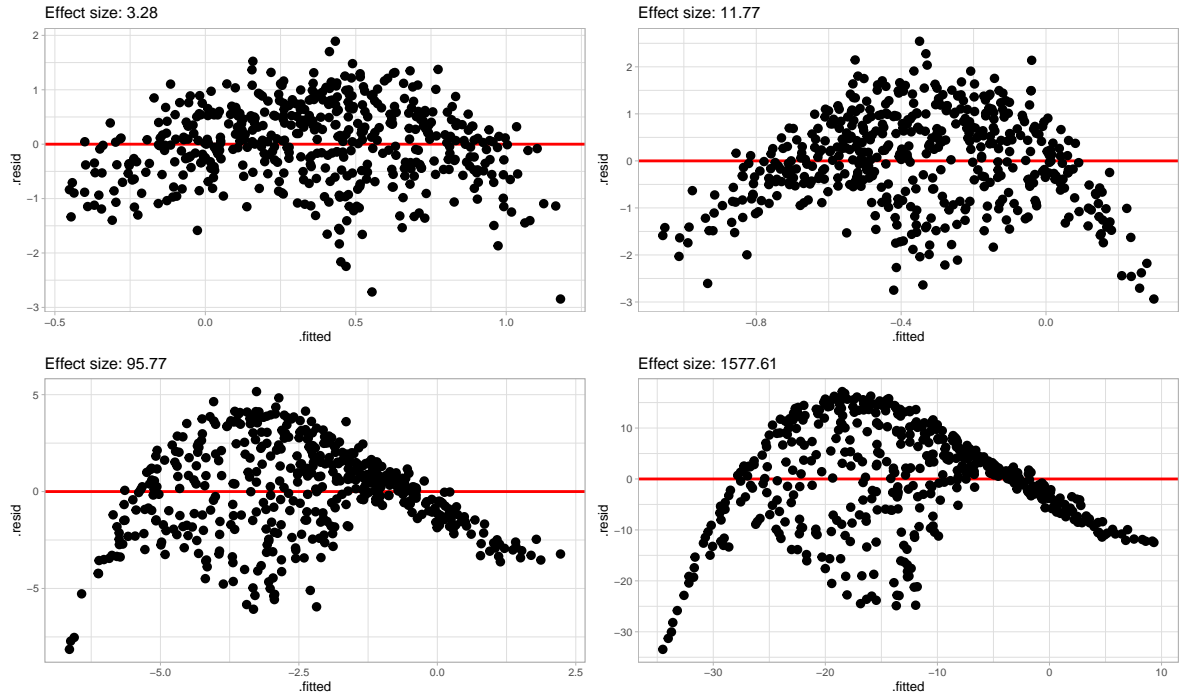 Effect size: 3.28
2
1
0
−1
−2
−3
.resid
−0.5 0.0 0.5 1.0
.fitted
Effect size: 11.77
2
1
0
−1
−2
−3
.resid
−0.8 −0.4 0.0
.fitted
Effect size: 95.77
5
0
−5
.resid
−5.0 −2.5 0.0 2.5
.fitted
Effect size: 1577.61
10
0
−10
−20
−30
.resid
−30 −20 −10 0 10
.fitted